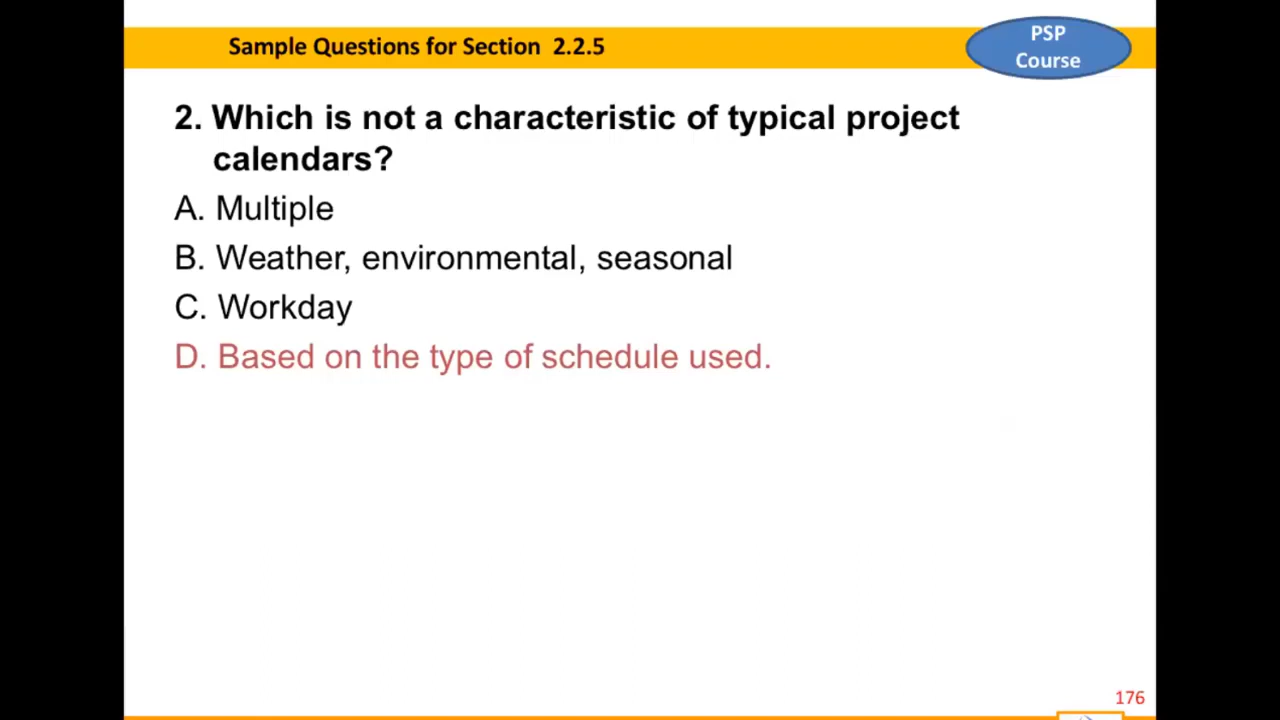 Sample Questions for Section 2.2.5
PSP
Course
2. Which is not a characteristic of typical project
calendars?
A. Multiple
B. Weather, environmental, seasonal
C. Workday
D. Based on the type of schedule used.
176